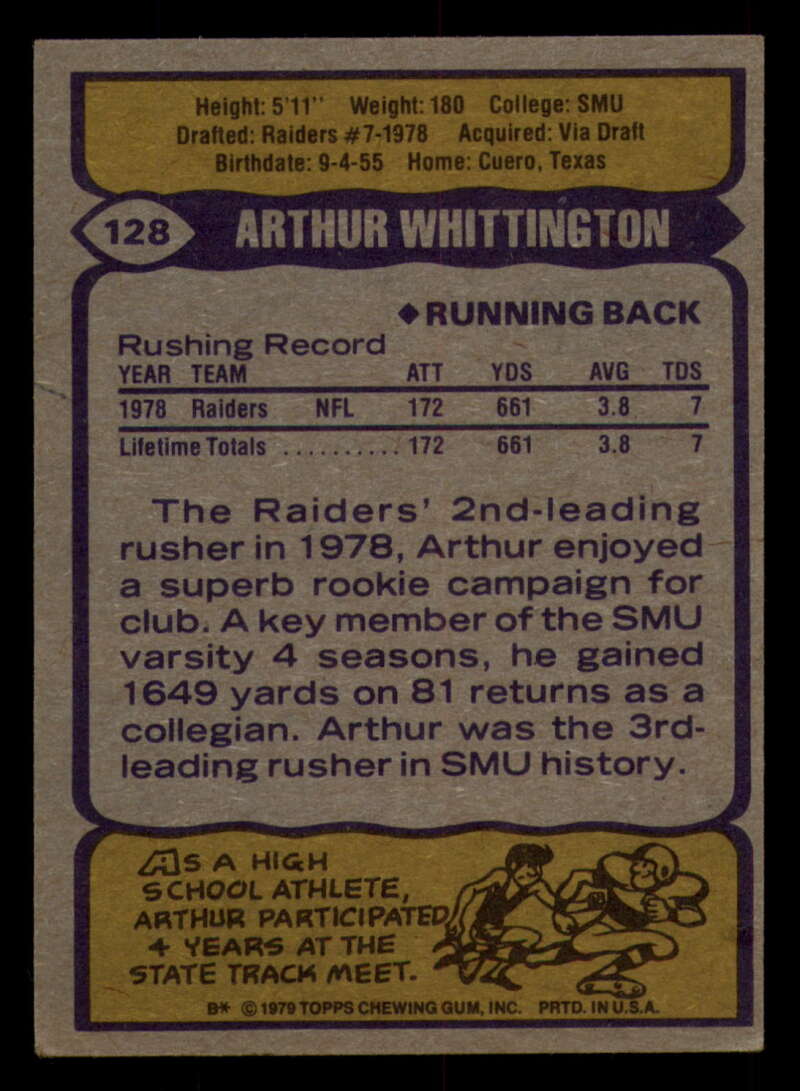 Height: 5'11" Weight: 180 College: SMU
Drafted: Raiders #7-1978 Acquired: Via Draft
Birthdate: 9-4-55 Home: Cuero, Texas
128 ARTHUR WHITTINGTON
◆ RUNNING BACK
Rushing Record
YEAR TEAM ATT YDS AVG TDS
1978 Raiders NFL 172 661 3.8 7
Lifetime Totals .......... 172 661 3.8 7
The Raiders' 2nd-leading
rusher in 1978, Arthur enjoyed
a superb rookie campaign for
club. A key member of the SMU
varsity 4 seasons, he gained
1649 yards on 81 returns as a
collegian. Arthur was the 3rd-
leading rusher in SMU history.
AS A HIGH
SCHOOL ATHLETE,
ARTHUR PARTICIPATED
4 YEARS AT THE
STATE TRACK MEET.
B* © 1979 TOPPS CHEWING GUM, INC. PRTD. IN U.S.A.